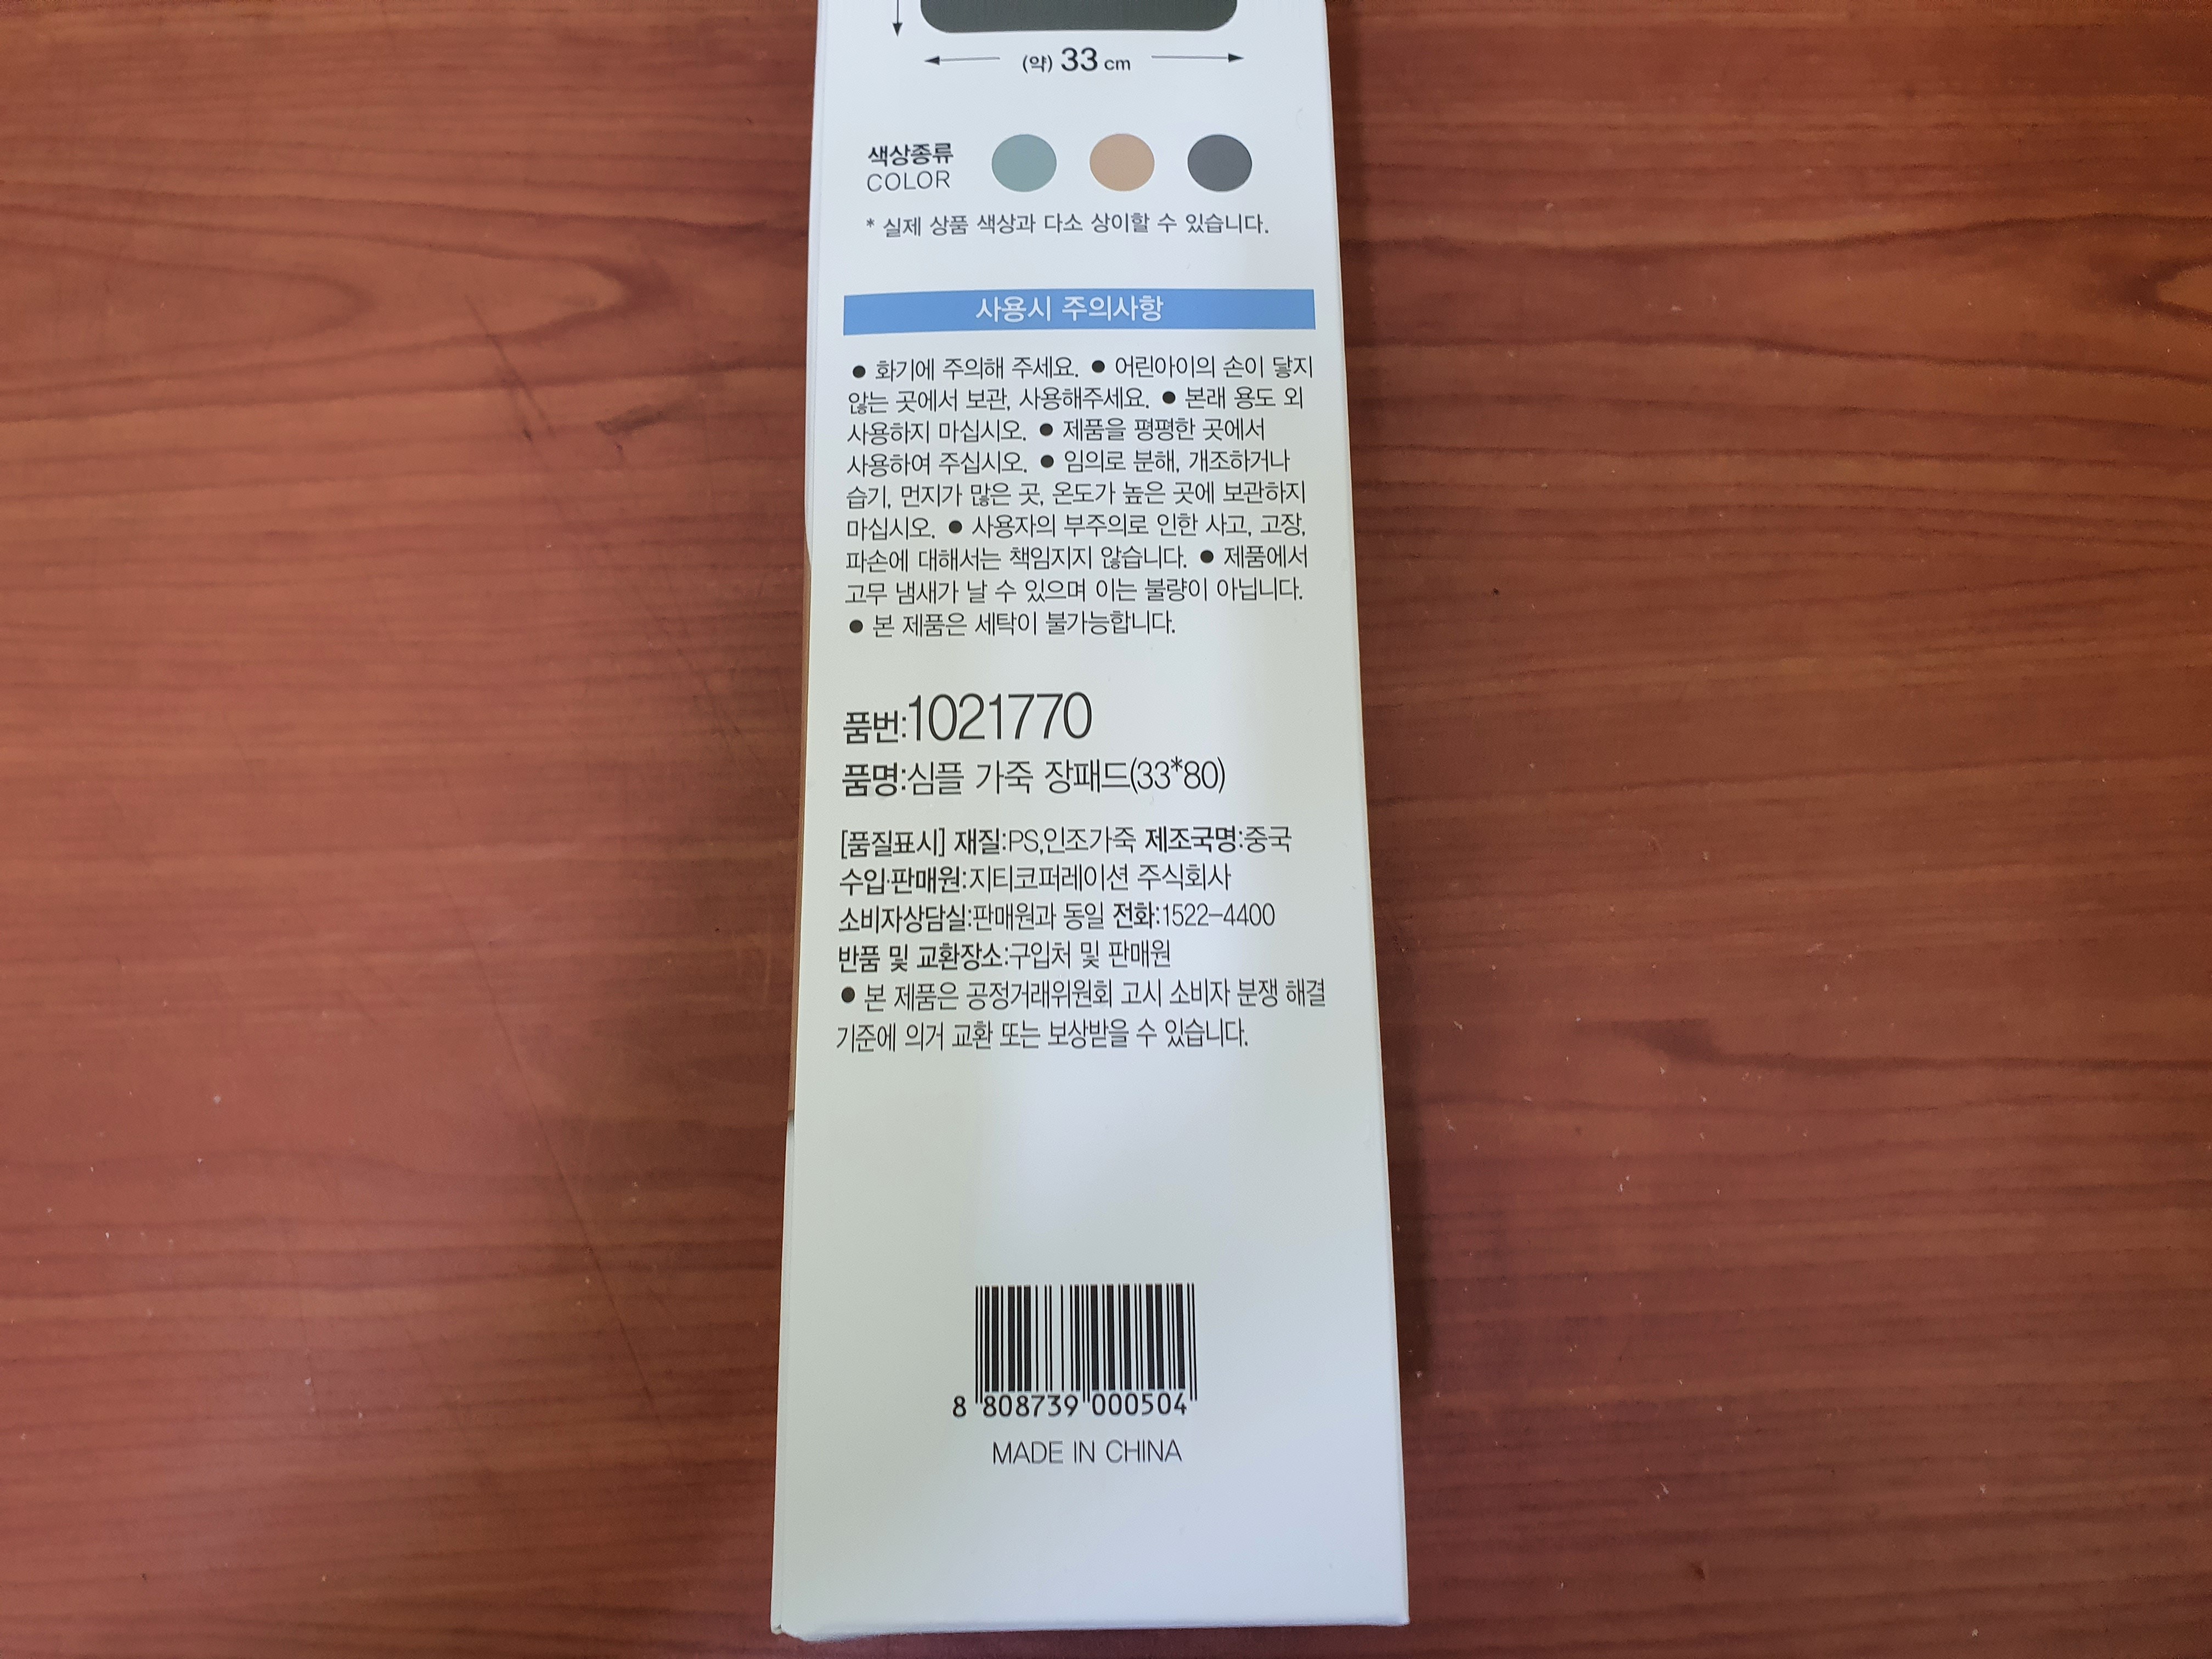 (약) 33 cm
색상종류
COLOR
* 실제 상품 색상과 다소 상이할 수 있습니다.
사용시 주의사항
● 화기에 주의해 주세요. ● 어린아이의 손이 닿지
않는 곳에서 보관, 사용해주세요. ● 본래 용도 외
사용하지 마십시오. ● 제품을 평평한 곳에서
사용하여 주십시오. ● 임의로 분해, 개조하거나
습기, 먼지가 많은 곳, 온도가 높은 곳에 보관하지
마십시오. ● 사용자의 부주의로 인한 사고, 고장,
파손에 대해서는 책임지지 않습니다. ● 제품에서
고무 냄새가 날 수 있으며 이는 불량이 아닙니다.
● 본 제품은 세탁이 불가능합니다.
품번:1021770
품명:심플 가죽 장패드(33*80)
[품질표시] 재질:PS,인조가죽 제조국명:중국
수입·판매원:지티코퍼레이션 주식회사
소비자상담실:판매원과 동일 전화:1522-4400
반품 및 교환장소:구입처 및 판매원
● 본 제품은 공정거래위원회 고시 소비자 분쟁 해결
기준에 의거 교환 또는 보상받을 수 있습니다.
8 808739 000504
MADE IN CHINA